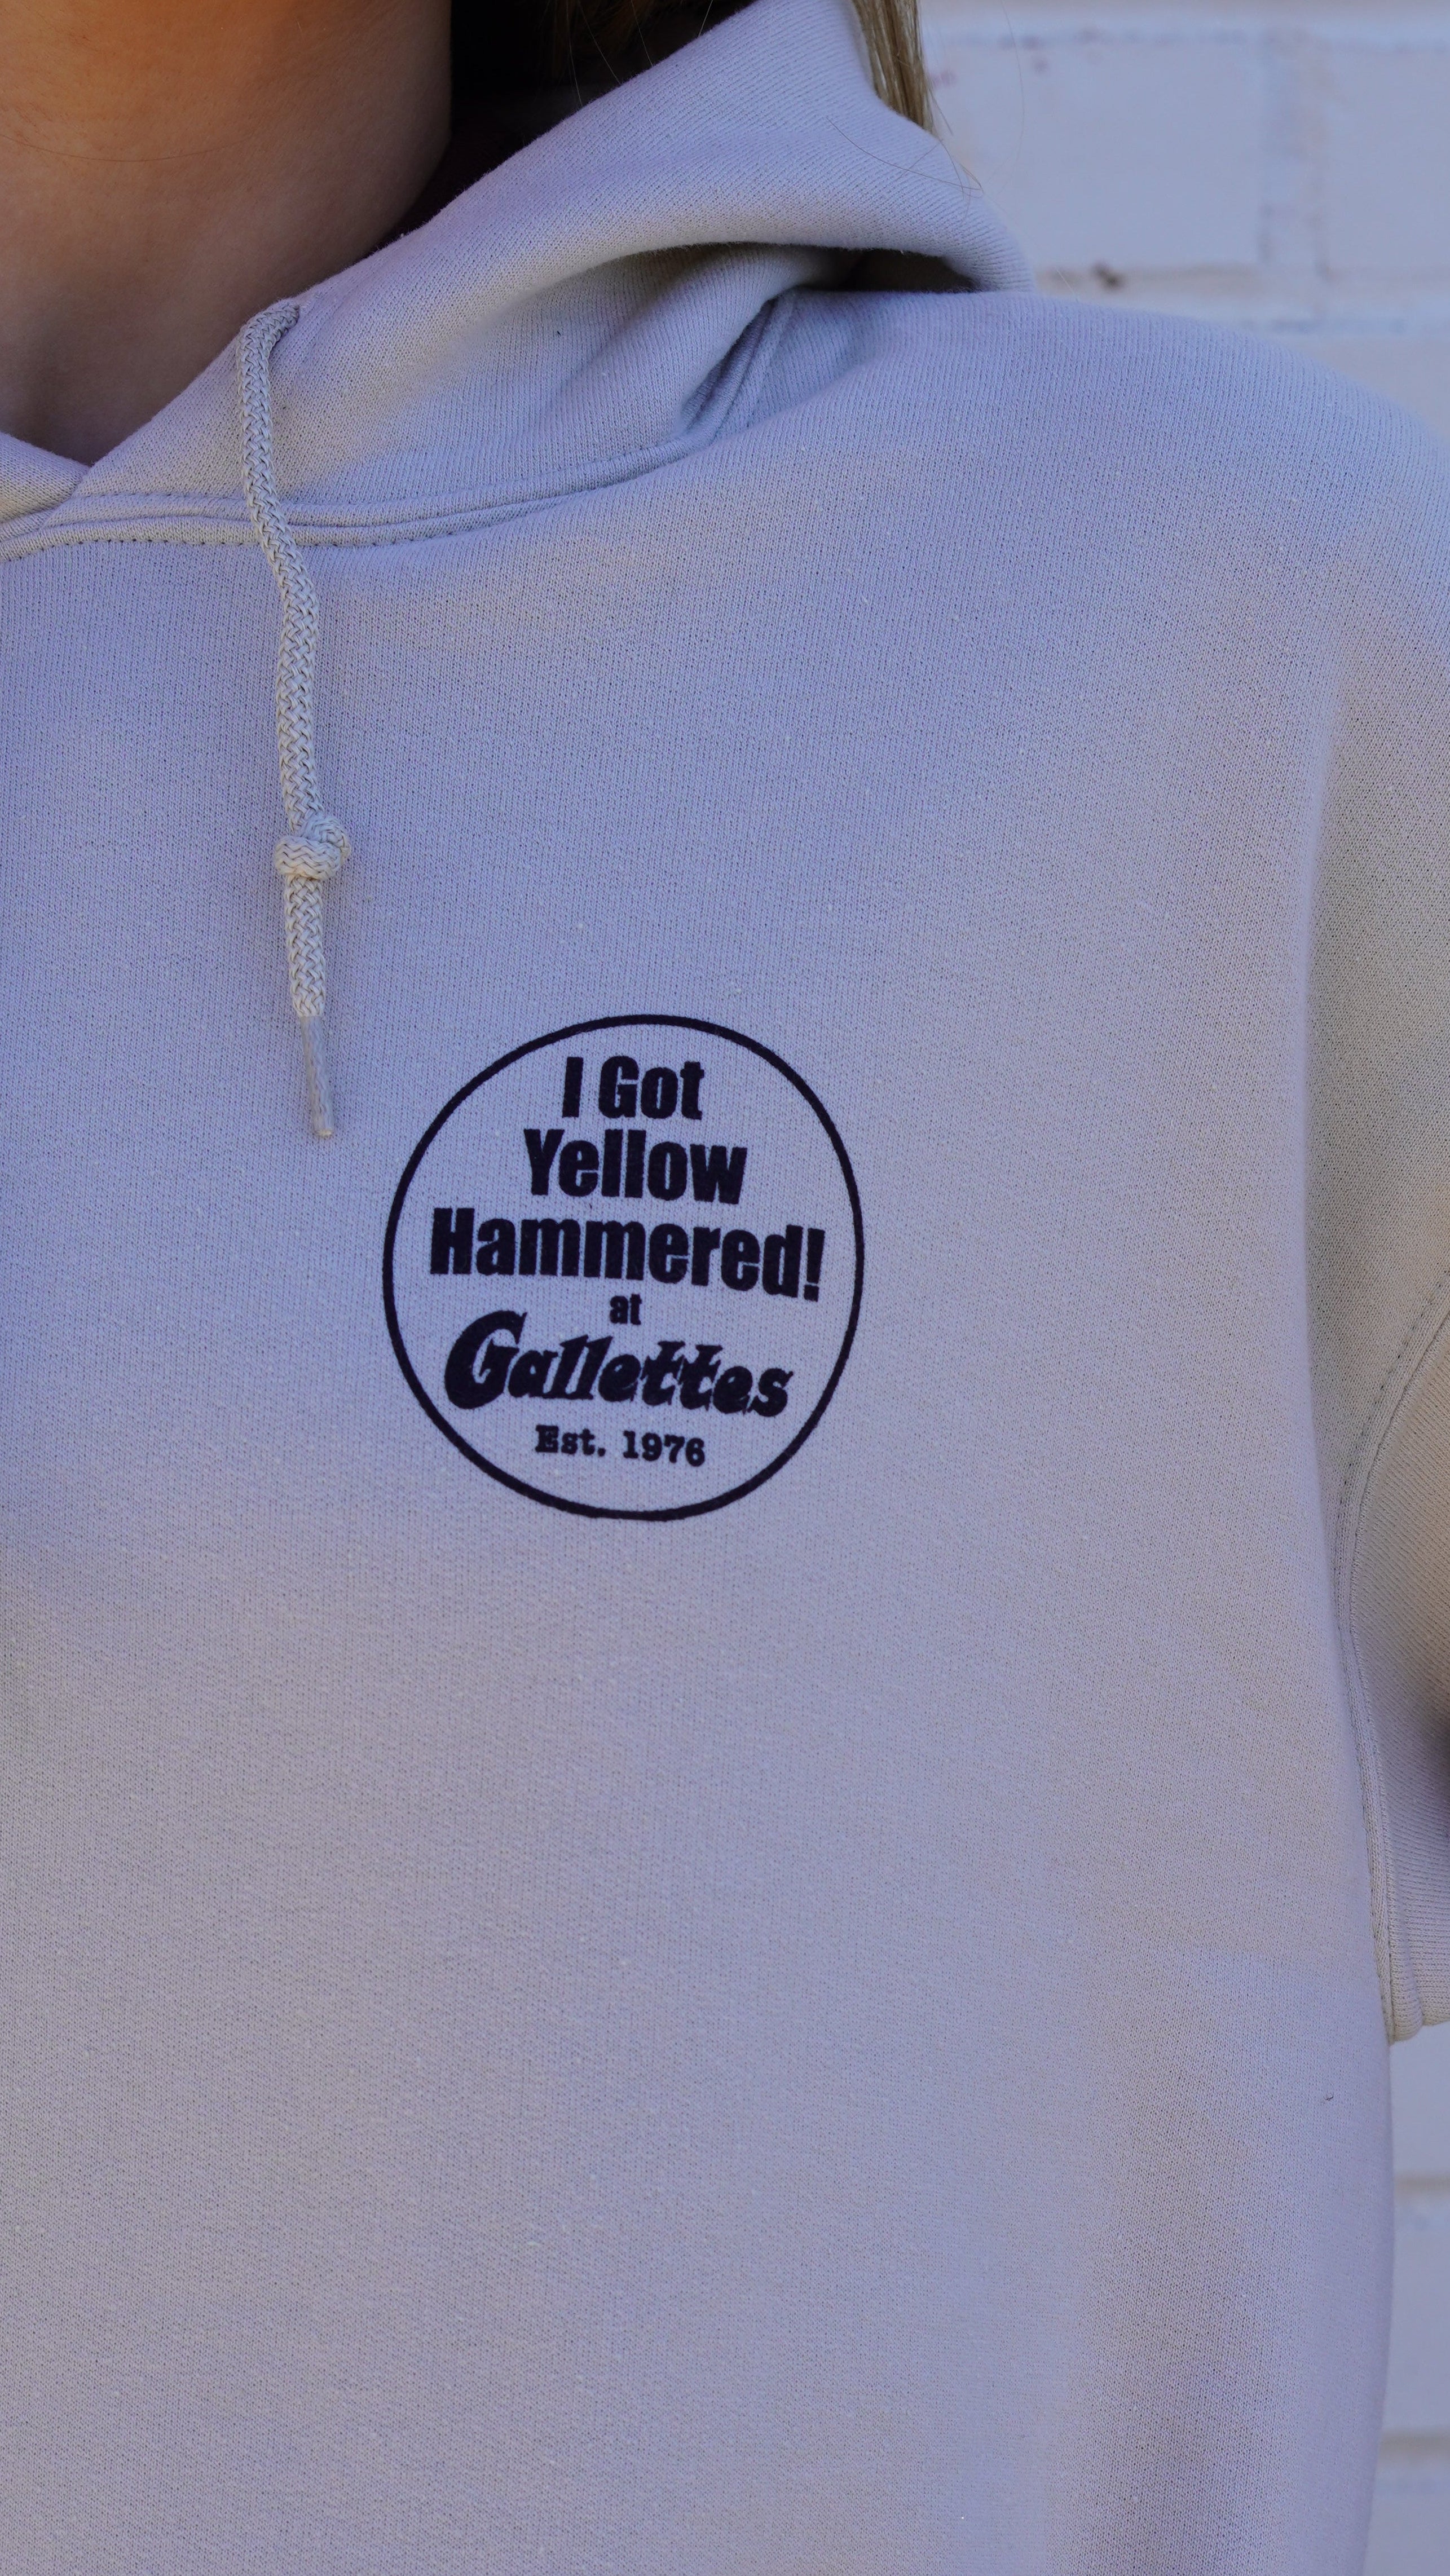 I Got
Yellow
Hammered!
at
Gallettes
Est. 1976